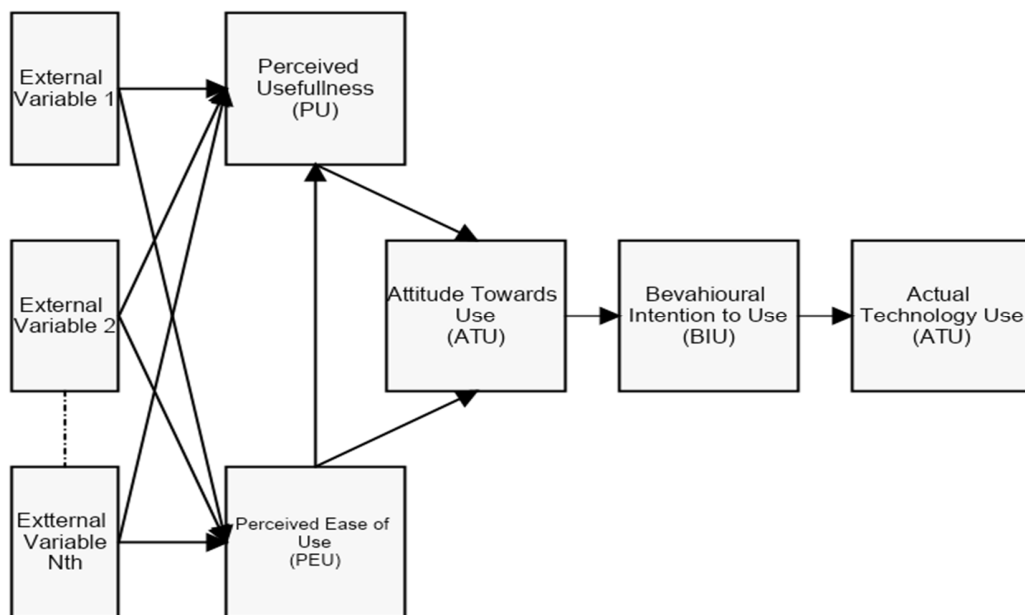 External
Variable 1
Perceived
Usefullness
(PU)
External
Variable 2
Attitude Towards
Use
(ATU)
Bevahioural
Intention to Use
(BIU)
Actual
Technology Use
(ATU)
Extternal
Variable
Nth
Perceived Ease of
Use
(PEU)